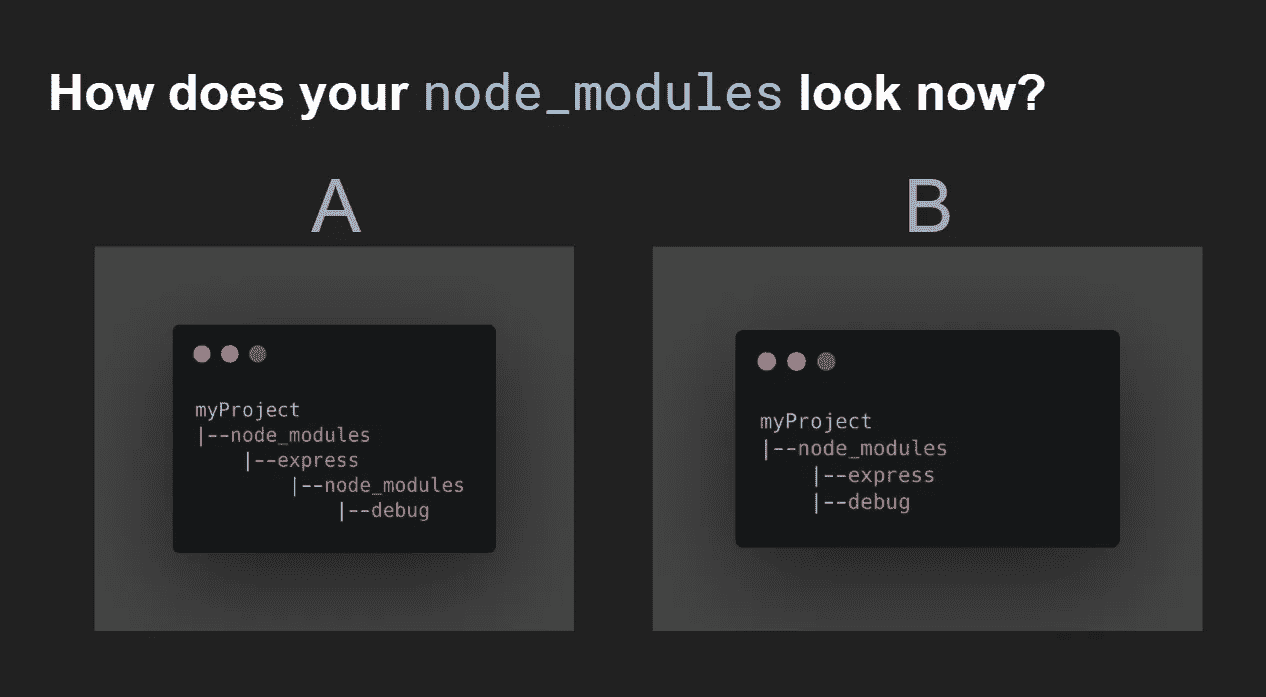 How does your node_modules look now?
A
myProject
|--node_modules
    |--express
        |--node_modules
            |--debug
B
myProject
|--node_modules
    |--express
    |--debug